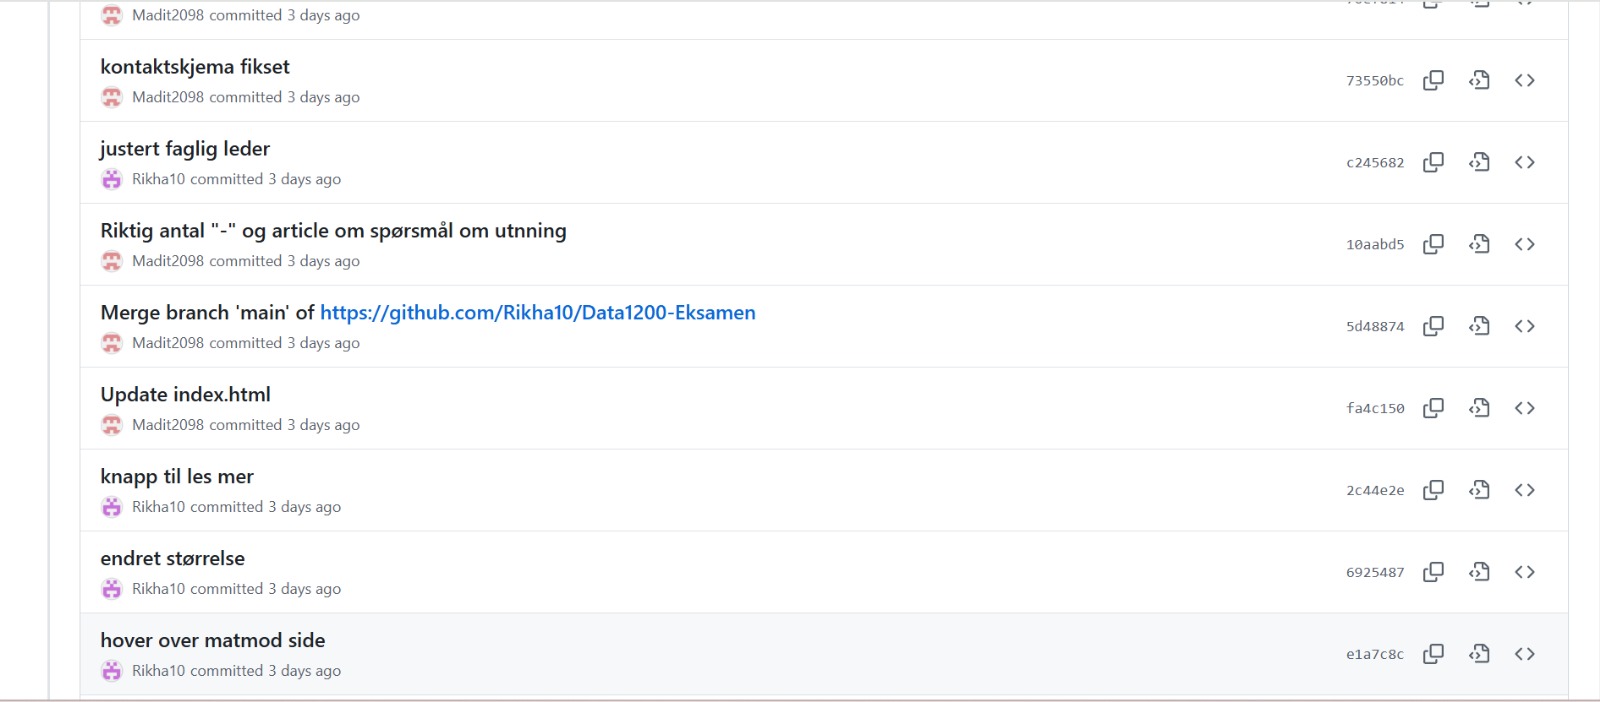 Madit2098 committed 3 days ago
kontaktskjema fikset
73550bc
Madit2098 committed 3 days ago
justert faglig leder
c245682
Rikha10 committed 3 days ago
Riktig antal "-" og article om spørsmål om utnning
10aabd5
Madit2098 committed 3 days ago
Merge branch 'main' of https://github.com/Rikha10/Data1200-Eksamen
5d48874
Madit2098 committed 3 days ago
Update index.html
fa4c150
Madit2098 committed 3 days ago
knapp til les mer
2c44e2e
Rikha10 committed 3 days ago
endret størrelse
6925487
Rikha10 committed 3 days ago
hover over matmod side
e1a7c8c
Rikha10 committed 3 days ago